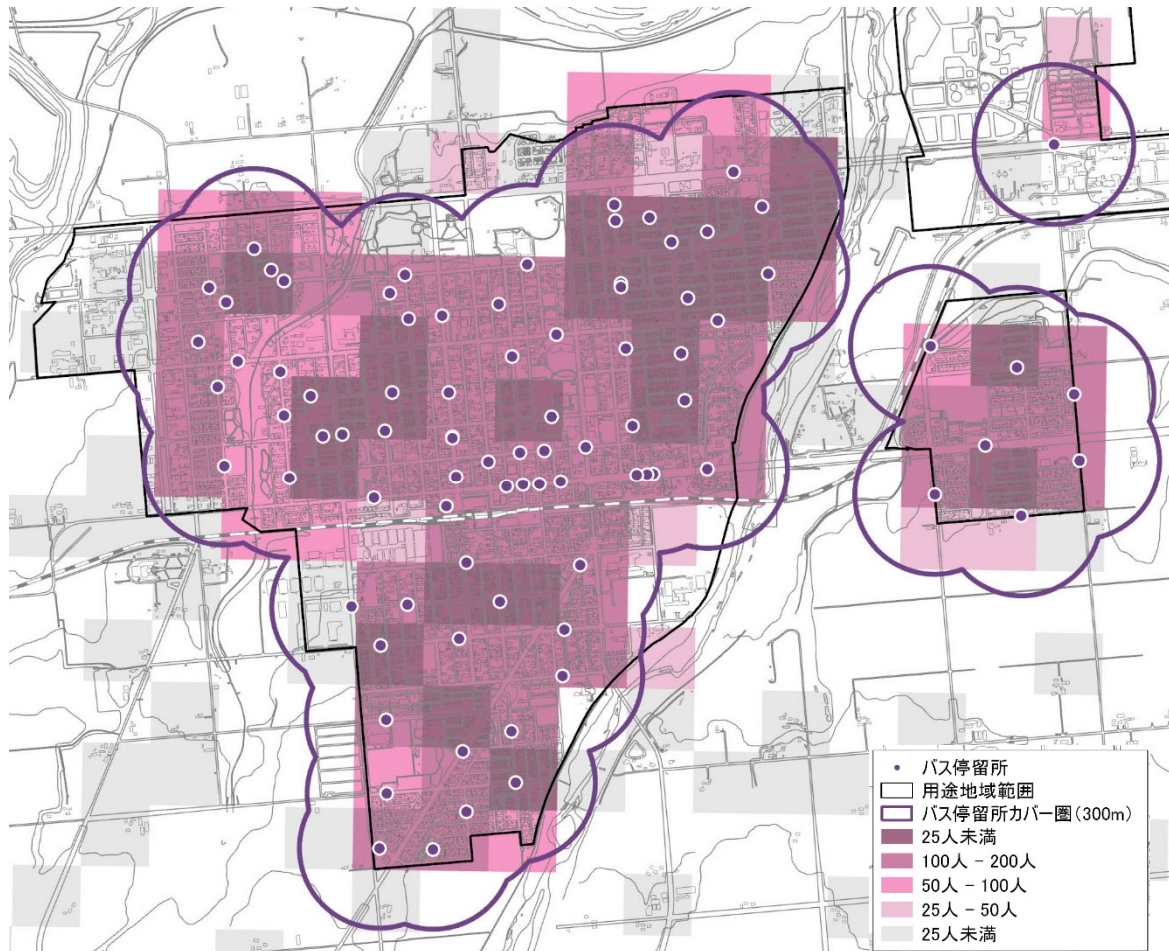 バス停留所
用途地域範囲
バス停留所カバー圏(300m)
25人未満
100人 - 200人
50人 - 100人
25人 - 50人
25人未満